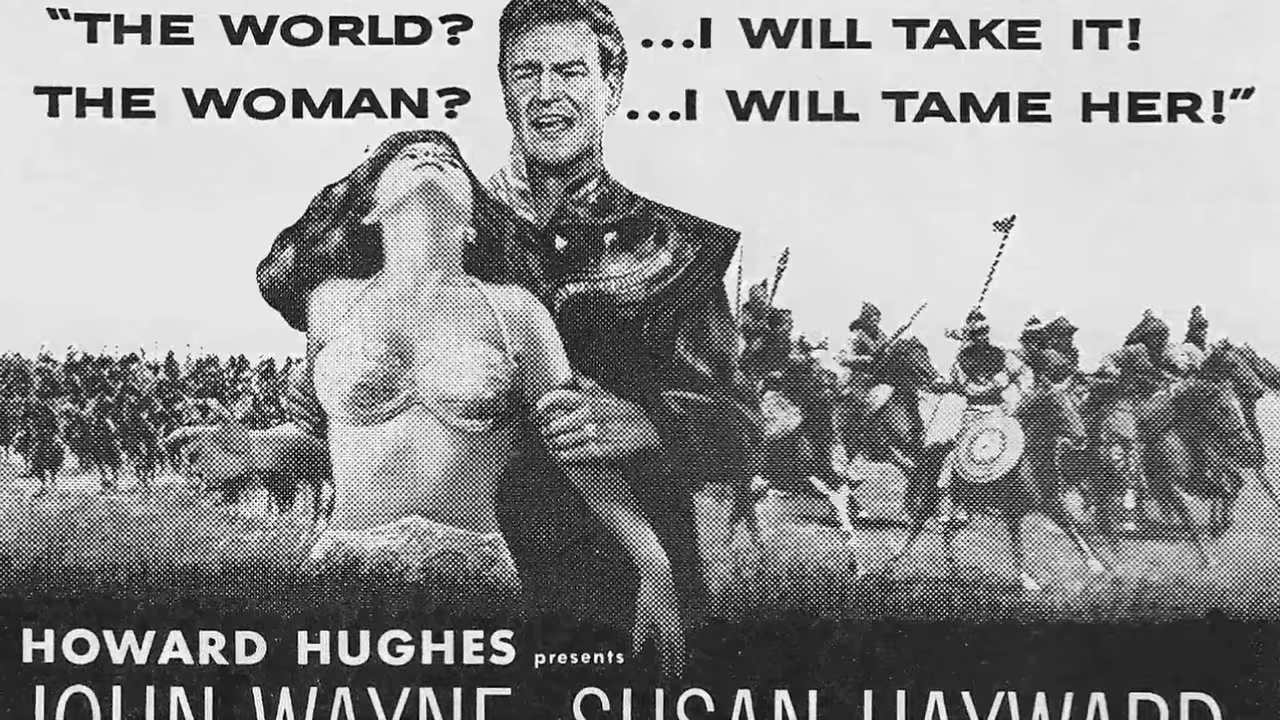 "THE WORLD? ...I WILL TAKE IT!
THE WOMAN? ...I WILL TAME HER!"
HOWARD HUGHES presents
JOHN WAYNE SUSAN HAYWARD